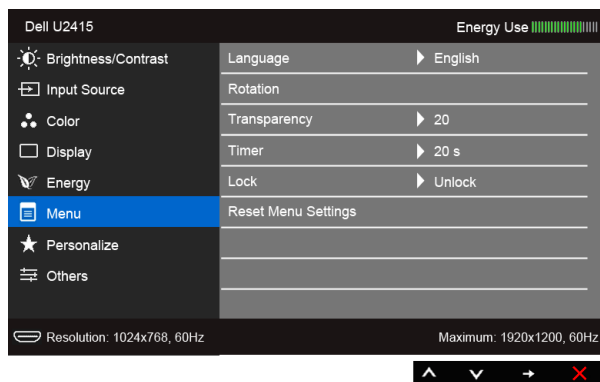 Dell U2415 Energy Use
Brightness/Contrast Language English
Input Source Rotation
Color Transparency 20
Display Timer 20 s
Energy Lock Unlock
Menu Reset Menu Settings
Personalize
Others
Resolution: 1024x768, 60Hz Maximum: 1920x1200, 60Hz